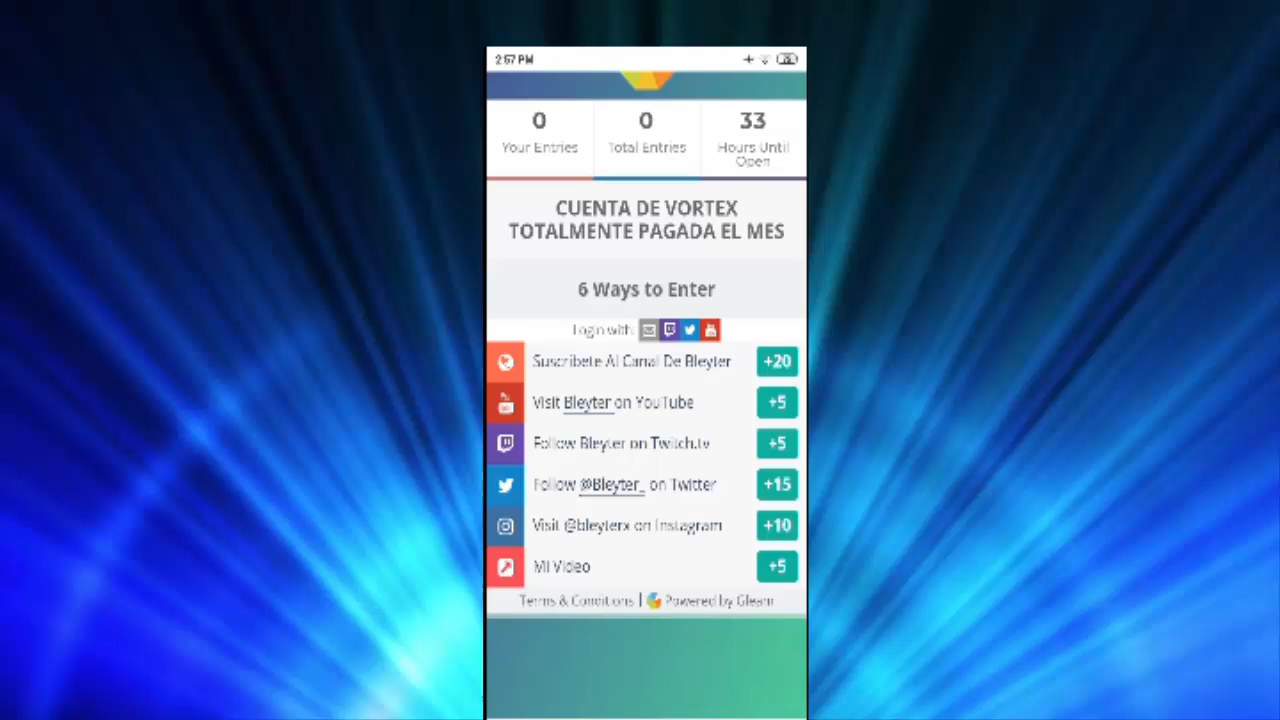 2:57 PM
0
Your Entries
0
Total Entries
33
Hours Until
Open
CUENTA DE VORTEX
TOTALMENTE PAGADA EL MES
6 Ways to Enter
Login with:
Suscribete Al Canal De Bleyter +20
Visit Bleyter on YouTube +5
Follow Bleyter on Twitch.tv +5
Follow @Bleyter_ on Twitter +15
Visit @bleyterx on Instagram +10
Mi Video +5
Terms & Conditions | Powered by Gleam